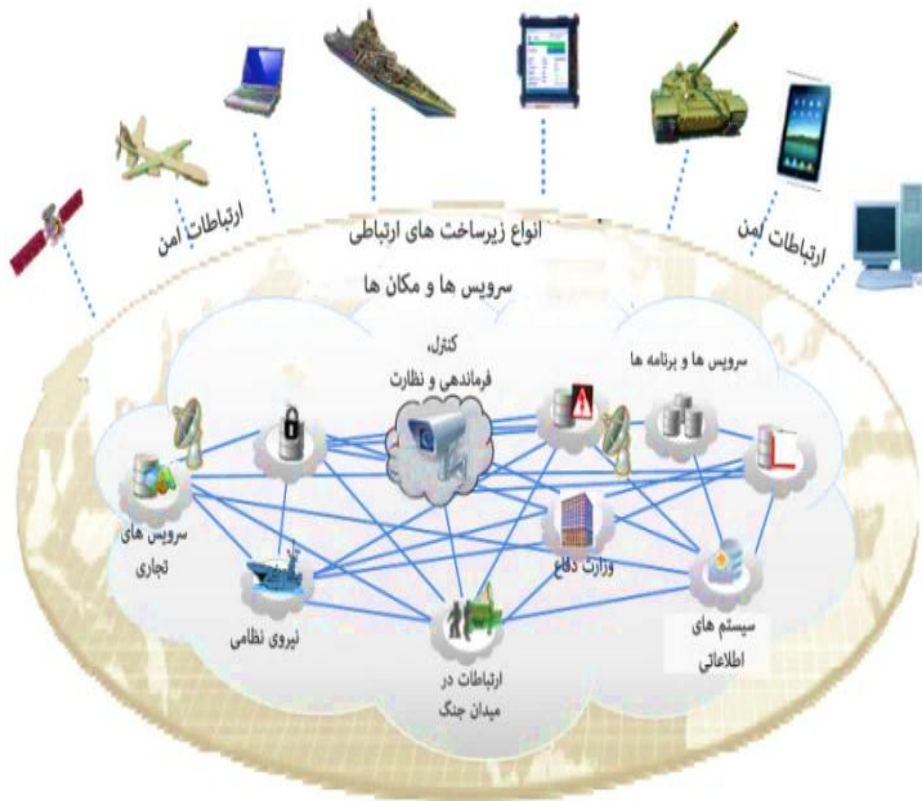 ارتباطات امن
ارتباطات امن
انواع زیرساخت های ارتباطی
سرویس ها و مکان ها
کنترل،
فرماندهی و نظارت
سرویس ها و برنامه ها
سرویس های
تجاری
وزارت دفاع
نیروی نظامی
سیستم های
اطلاعاتی
ارتباطات در
میدان جنگ